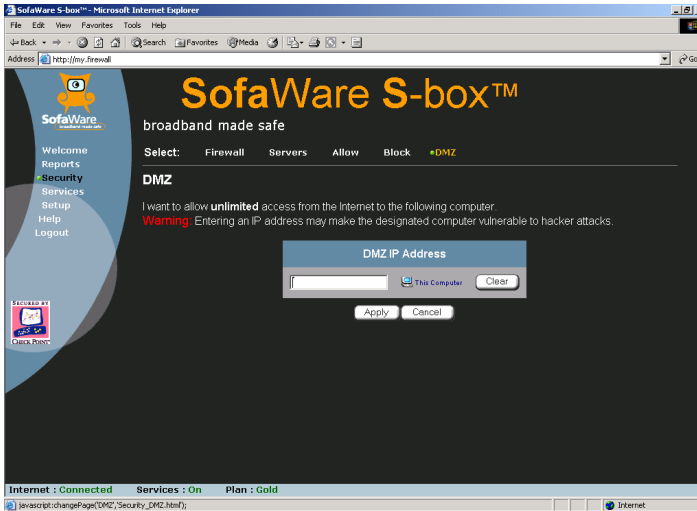 SofaWare S-box™ - Microsoft Internet Explorer
File Edit View Favorites Tools Help
Back Search Favorites Media
Address http://my.firewall Go
SofaWare
broadband made safe
SofaWare S-box™
broadband made safe
Welcome
Reports
Security
Services
Setup
Help
Logout
SECURED BY
CHECK POINT
Select: Firewall Servers Allow Block DMZ
DMZ
I want to allow unlimited access from the Internet to the following computer.
Warning: Entering an IP address may make the designated computer vulnerable to hacker attacks.
DMZ IP Address
This Computer Clear
Apply Cancel
Internet : Connected Services : On Plan : Gold
javascript:changePage('DMZ','Security_DMZ.html'); Internet